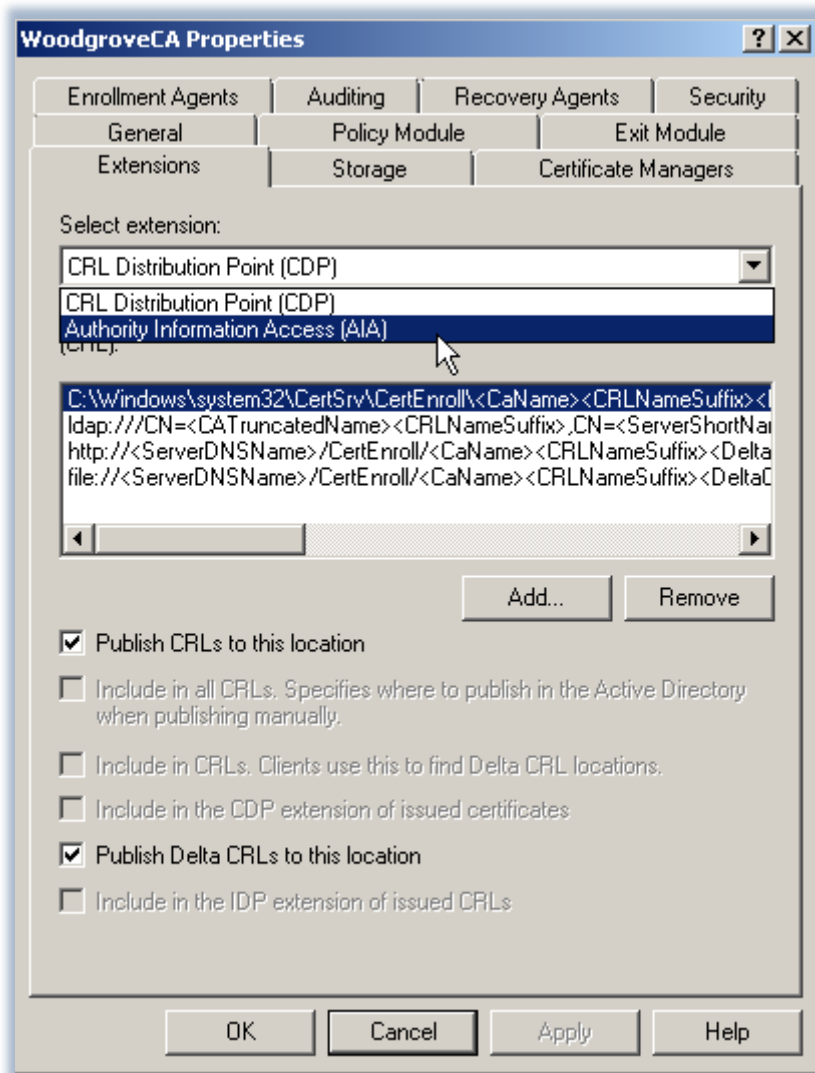 WoodgroveCA Properties
Enrollment Agents Auditing Recovery Agents Security
General Policy Module Exit Module
Extensions Storage Certificate Managers
Select extension:
CRL Distribution Point (CDP)
CRL Distribution Point (CDP)
Authority Information Access (AIA)
(CRL).
C:\Windows\system32\CertSrv\CertEnroll\<CaName><CRLNameSuffix><
ldap:///CN=<CATruncatedName><CRLNameSuffix>,CN=<ServerShortNa
http://<ServerDNSName>/CertEnroll/<CaName><CRLNameSuffix><Delta
file://<ServerDNSName>/CertEnroll/<CaName><CRLNameSuffix><Delta
Add... Remove
Publish CRLs to this location
Include in all CRLs. Specifies where to publish in the Active Directory
when publishing manually.
Include in CRLs. Clients use this to find Delta CRL locations.
Include in the CDP extension of issued certificates
Publish Delta CRLs to this location
Include in the IDP extension of issued CRLs
OK Cancel Apply Help